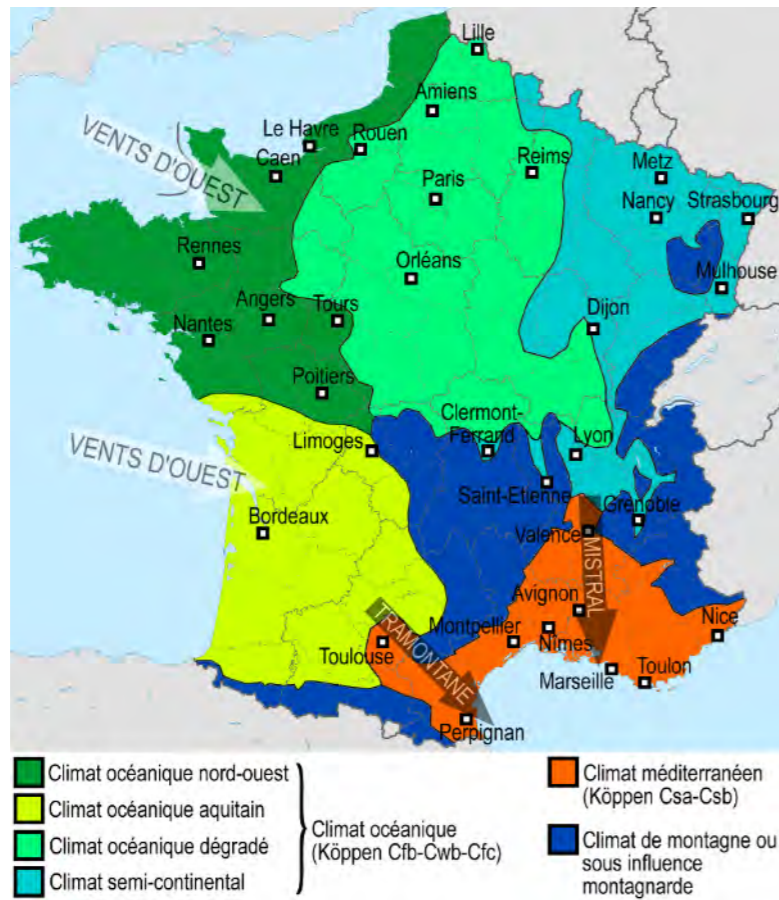 Lille
Amiens
VENTS D'OUEST
Le Havre
Rouen
Caen
Reims
Metz
Paris
Nancy
Strasbourg
Rennes
Orléans
Mulhouse
Angers
Tours
Nantes
Dijon
Poitiers
Clermont-
Ferrand
Limoges
Lyon
VENTS D'OUEST
Saint-Etienne
Grenoble
Bordeaux
Valence
MISTRAL
Avignon
TRAMONTANE
Montpellier
Nice
Nîmes
Toulouse
Marseille
Toulon
Perpignan
Climat océanique nord-ouest
Climat océanique aquitain
Climat océanique dégradé
Climat semi-continental
Climat océanique
(Köppen Cfb-Cwb-Cfc)
Climat méditerranéen
(Köppen Csa-Csb)
Climat de montagne ou
sous influence
montagnarde